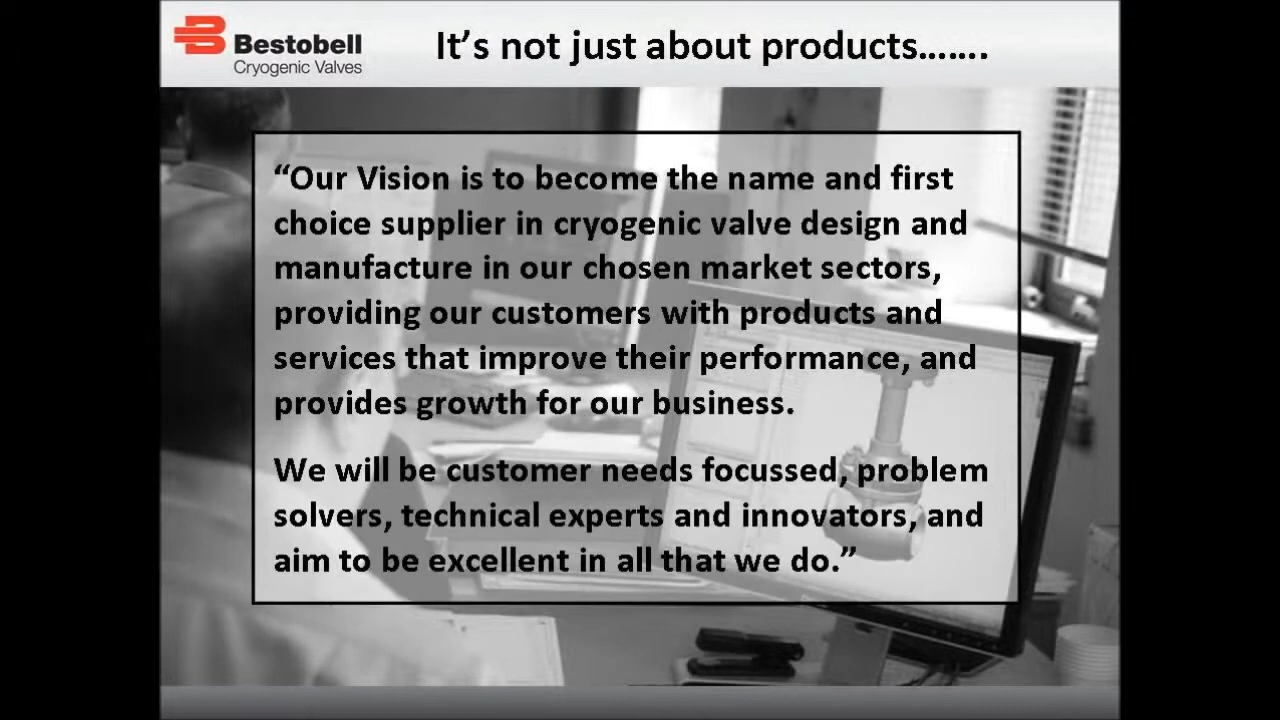 Bestobell
Cryogenic Valves
It’s not just about products…….
“Our Vision is to become the name and first
choice supplier in cryogenic valve design and
manufacture in our chosen market sectors,
providing our customers with products and
services that improve their performance, and
provides growth for our business.
We will be customer needs focussed, problem
solvers, technical experts and innovators, and
aim to be excellent in all that we do.”